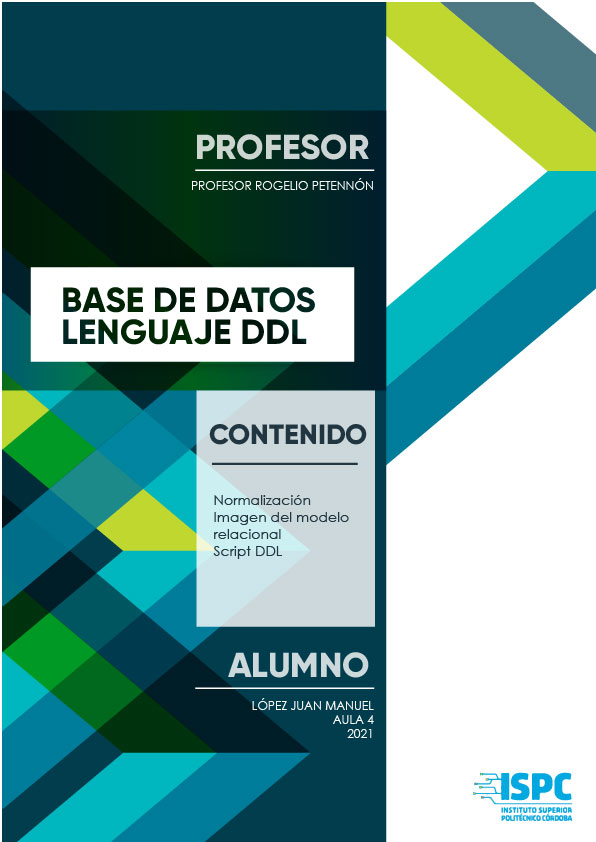 PROFESOR
PROFESOR ROGELIO PETENNÓN
BASE DE DATOS
LENGUAJE DDL
CONTENIDO
Normalización
Imagen del modelo
relacional
Script DDL
ALUMNO
LÓPEZ JUAN MANUEL
AULA 4
2021
ISPC
INSTITUTO SUPERIOR
POLITÉCNICO CÓRDOBA